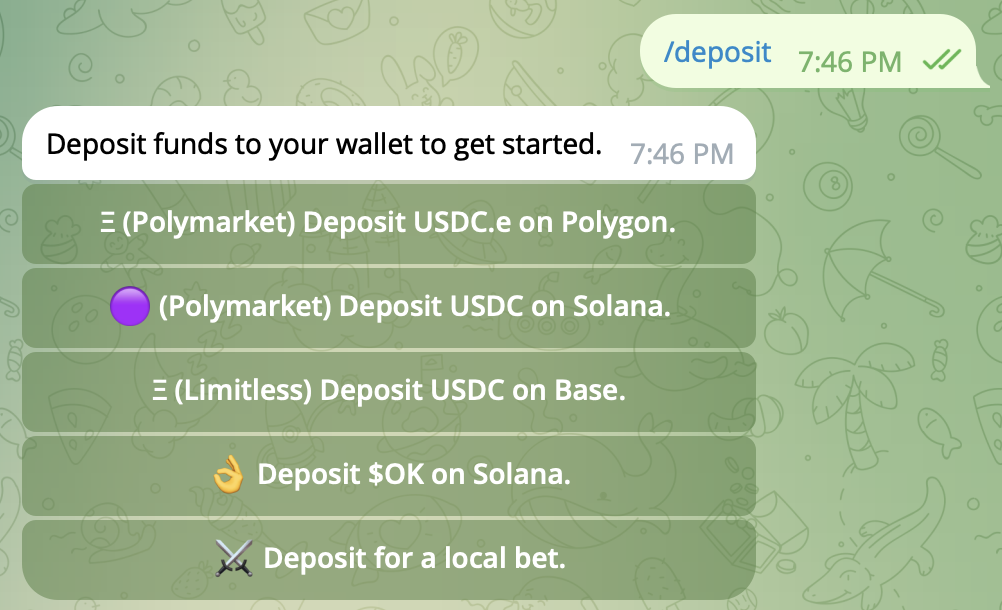 /deposit 7:46 PM
Deposit funds to your wallet to get started. 7:46 PM
Ξ (Polymarket) Deposit USDC.e on Polygon.
🟣 (Polymarket) Deposit USDC on Solana.
Ξ (Limitless) Deposit USDC on Base.
👌 Deposit $OK on Solana.
⚔️ Deposit for a local bet.